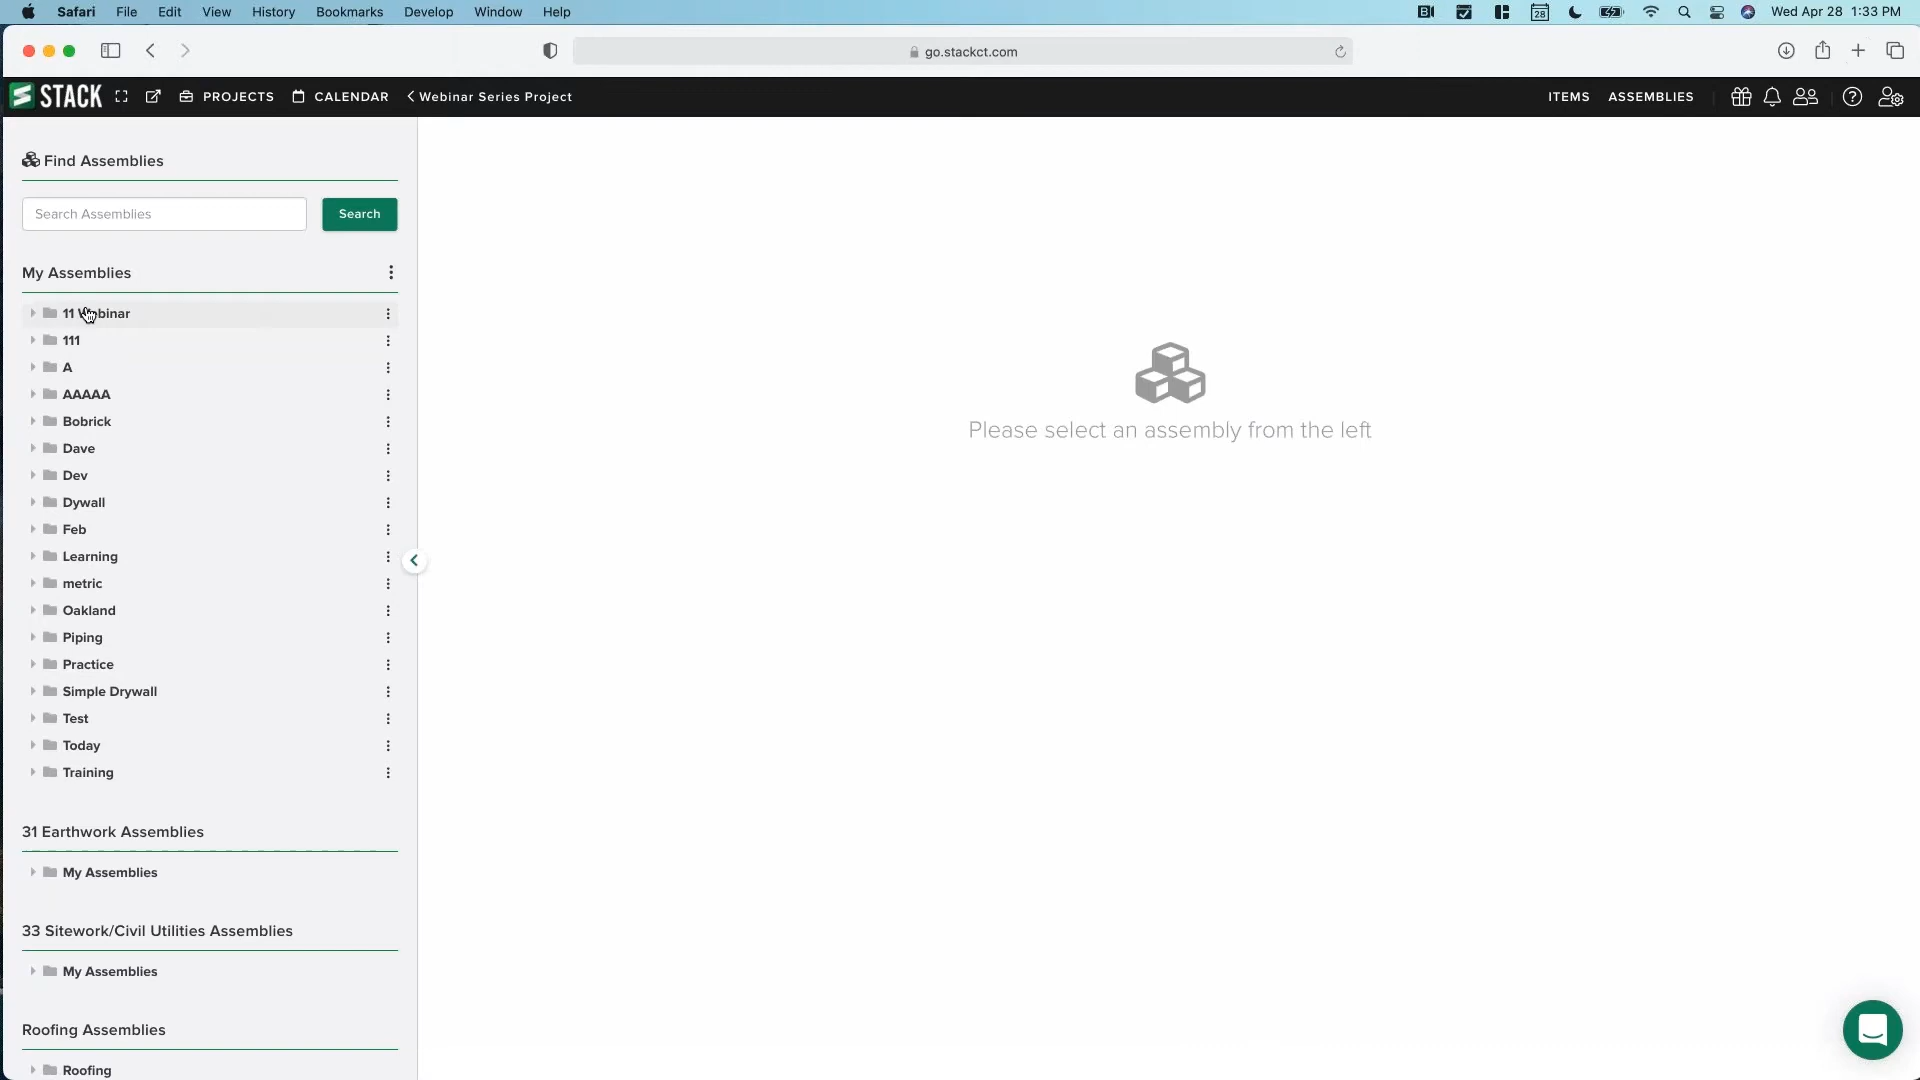 Safari File Edit View History Bookmarks Develop Window Help
28 Wed Apr 28 1:33 PM
go.stackct.com
STACK PROJECTS CALENDAR Webinar Series Project
ITEMS ASSEMBLIES
Find Assemblies
Search Assemblies Search
My Assemblies
11 Webinar
111
A
AAAAA
Bobrick
Dave
Dev
Dywall
Feb
Learning
metric
Oakland
Piping
Practice
Simple Drywall
Test
Today
Training
31 Earthwork Assemblies
My Assemblies
33 Sitework/Civil Utilities Assemblies
My Assemblies
Roofing Assemblies
Roofing
Please select an assembly from the left